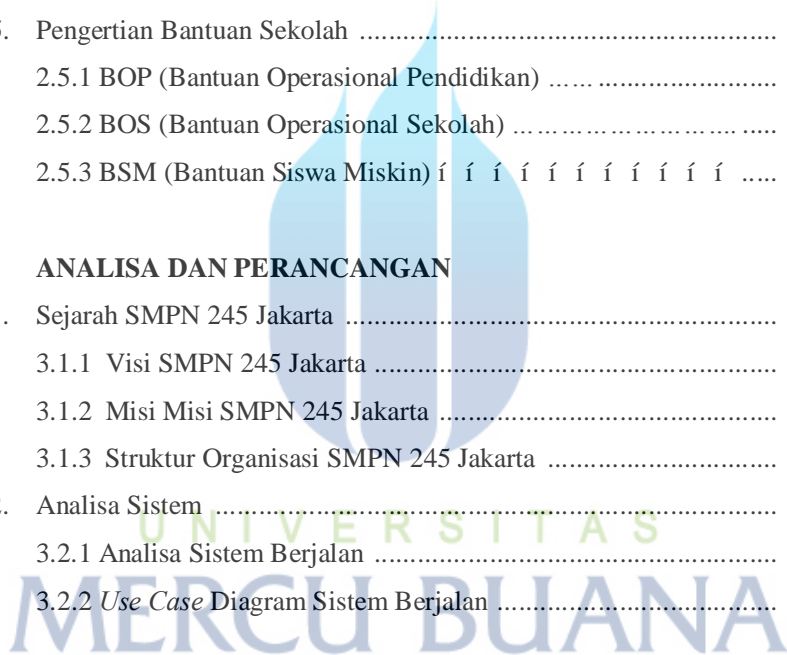 . Pengertian Bantuan Sekolah ..........................................................
2.5.1 BOP (Bantuan Operasional Pendidikan) …… .........................
2.5.2 BOS (Bantuan Operasional Sekolah) ……………………….... .....
2.5.3 BSM (Bantuan Siswa Miskin) í í í í í í í í í í í .....
ANALISA DAN PERANCANGAN
. Sejarah SMPN 245 Jakarta ............................................................
3.1.1 Visi SMPN 245 Jakarta ........................................................
3.1.2 Misi Misi SMPN 245 Jakarta ...............................................
3.1.3 Struktur Organisasi SMPN 245 Jakarta ................................
. Analisa Sistem ..............................................................................
3.2.1 Analisa Sistem Berjalan ........................................................
3.2.2 Use Case Diagram Sistem Berjalan .......................................
UNIVERSITAS
MERCU BUANA